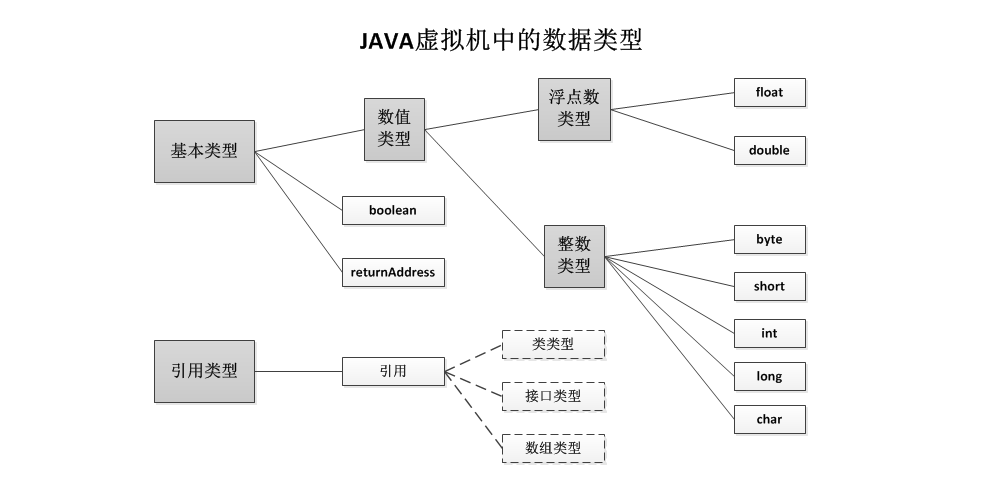 JAVA虚拟机中的数据类型
基本类型
数值
类型
浮点数
类型
float
double
boolean
returnAddress
整数
类型
byte
short
int
long
char
引用类型
引用
类类型
接口类型
数组类型